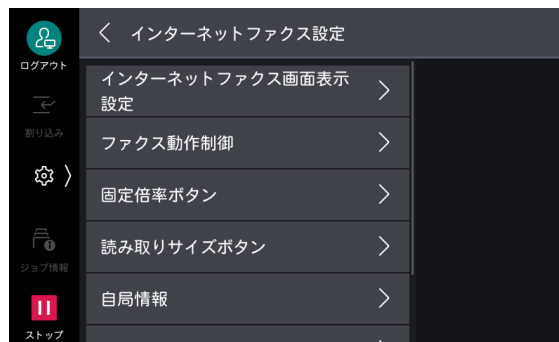 インターネットファクス設定
ログアウト
インターネットファクス画面表示
設定
割り込み
ファクス動作制御
固定倍率ボタン
読み取りサイズボタン
ジョブ情報
自局情報
ストップ